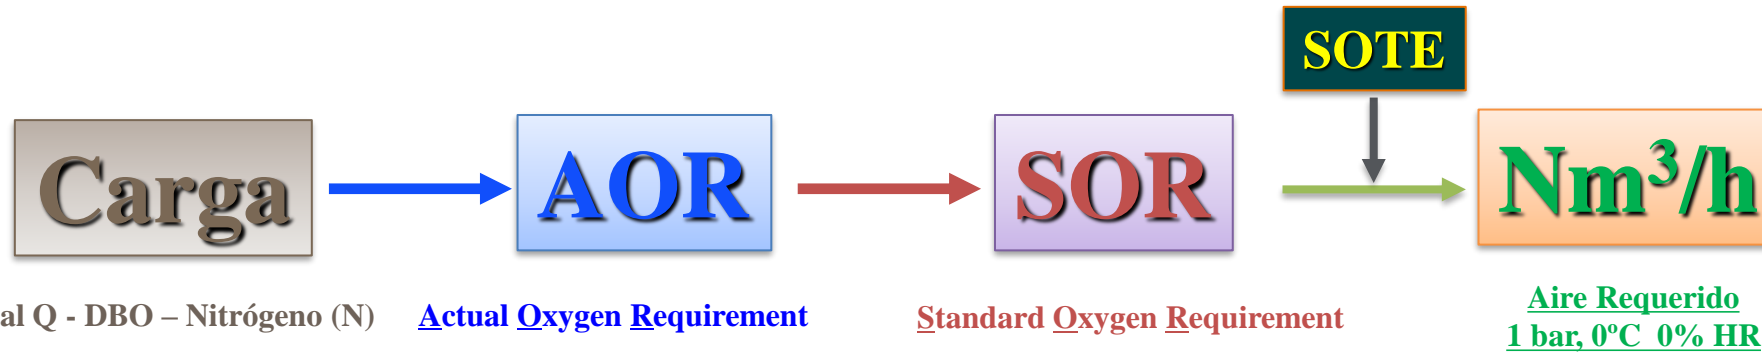 SOTE
Carga
AOR
SOR
Nm³/h
al Q - DBO – Nitrógeno (N)
Actual Oxygen Requirement
Standard Oxygen Requirement
Aire Requerido
1 bar, 0ºC 0% HR